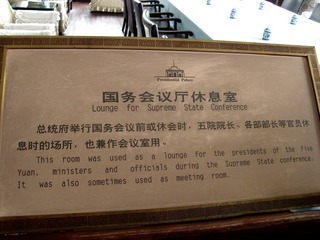 Presidential Palace
国务会议厅休息室
Lounge for Supreme State Conference
总统府举行国务会议前或休会时，五院院长、各部部长等官员休
息时的场所，也兼作会议室用。
This room was used as a lounge for the presidents of the Five
Yuan, ministers and officials during the Supreme State conference.
It was also sometimes used as meeting room.